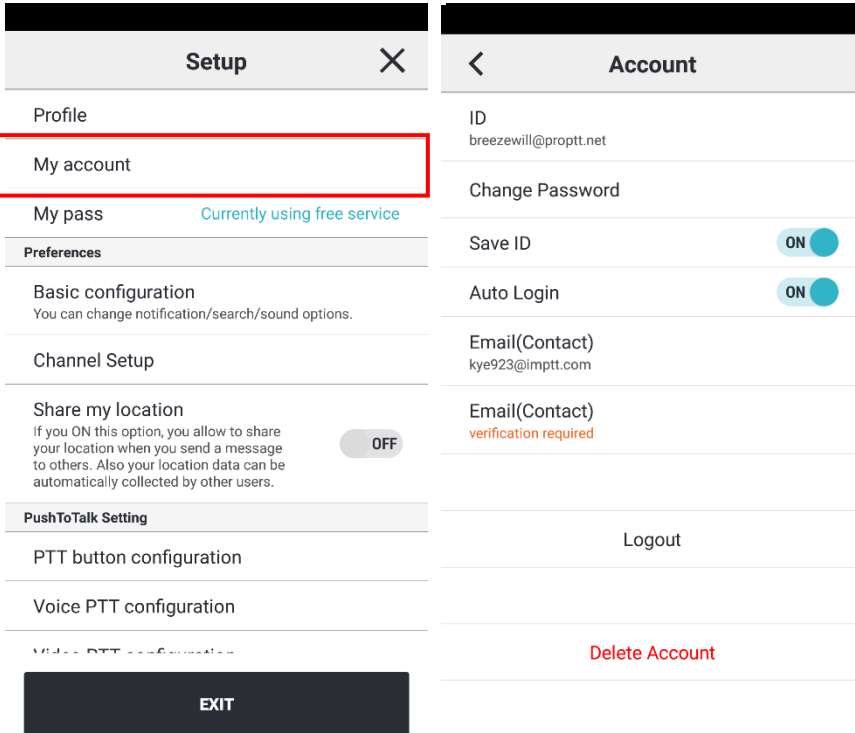 Setup
Profile
My account
My pass Currently using free service
Preferences
Basic configuration
You can change notification/search/sound options.
Channel Setup
Share my location
If you ON this option, you allow to share
your location when you send a message
to others. Also your location data can be
automatically collected by other users.
OFF
PushToTalk Setting
PTT button configuration
Voice PTT configuration
Video PTT configuration
EXIT
Account
ID
breezewill@proptt.net
Change Password
Save ID ON
Auto Login ON
Email(Contact)
kye923@imptt.com
Email(Contact)
verification required
Logout
Delete Account